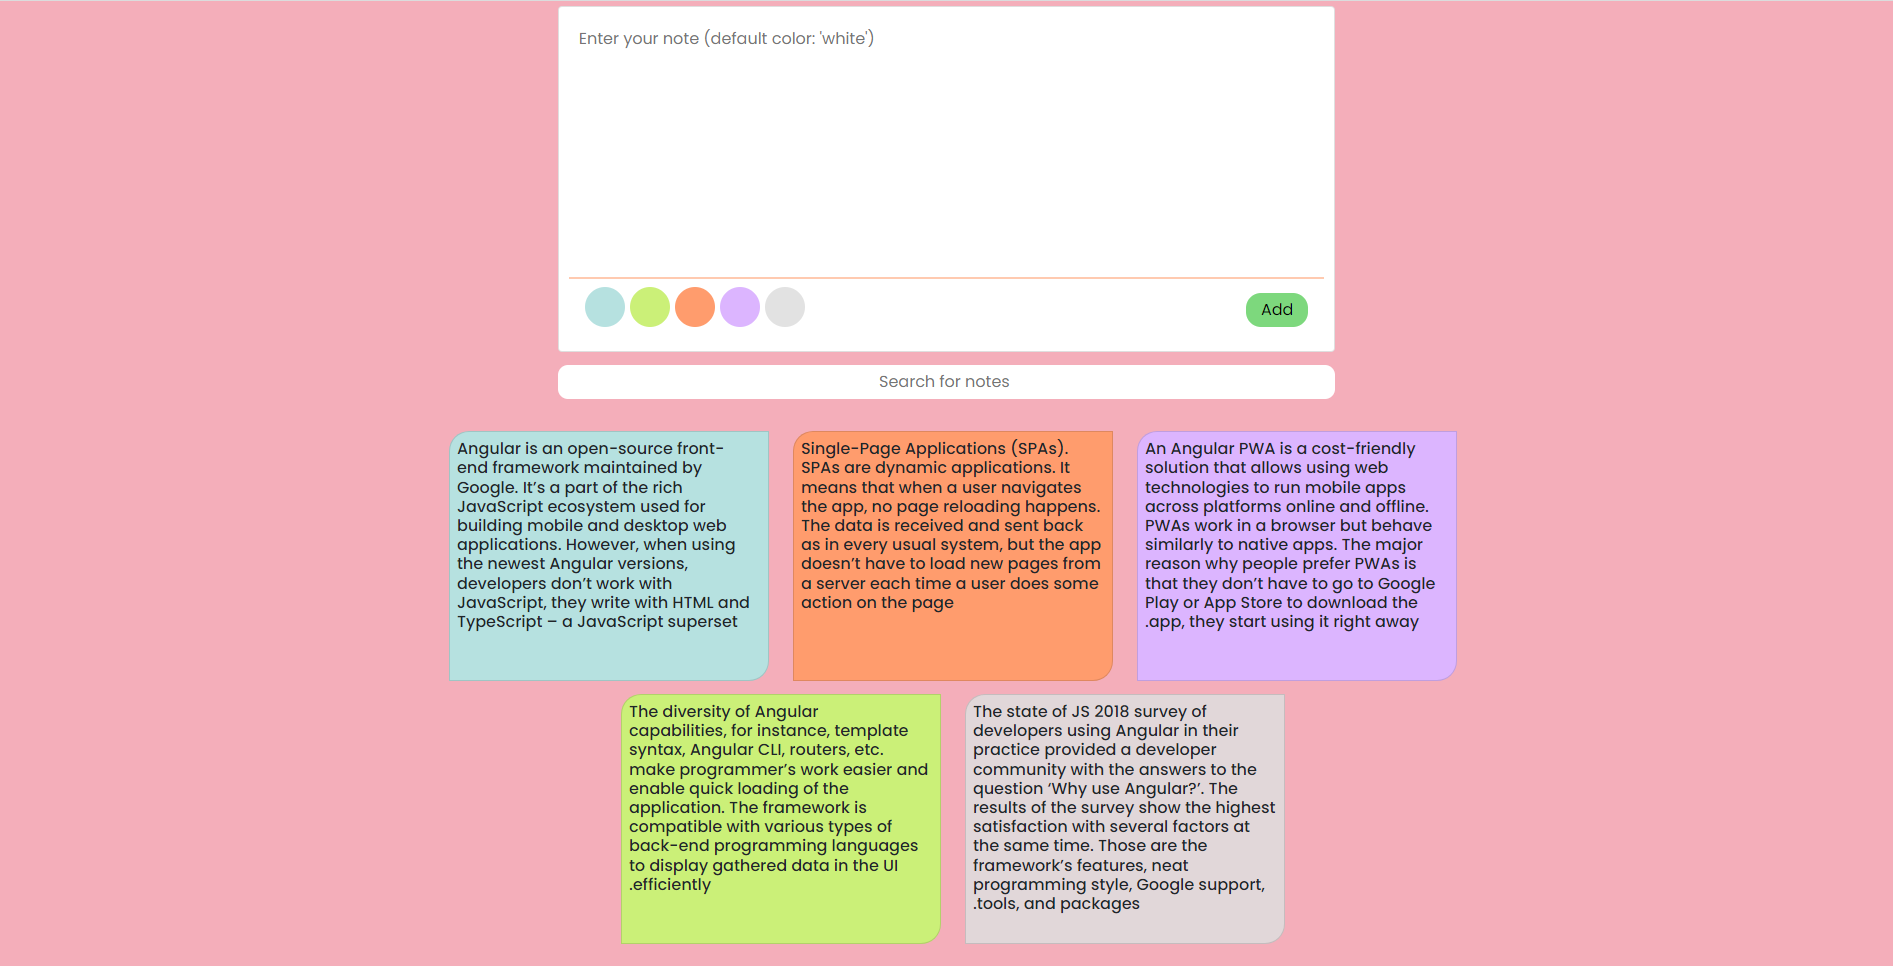 Enter your note (default color: 'white')
Add
Search for notes
Angular is an open-source front-
end framework maintained by
Google. It’s a part of the rich
JavaScript ecosystem used for
building mobile and desktop web
applications. However, when using
the newest Angular versions,
developers don’t work with
JavaScript, they write with HTML and
TypeScript – a JavaScript superset
Single-Page Applications (SPAs).
SPAs are dynamic applications. It
means that when a user navigates
the app, no page reloading happens.
The data is received and sent back
as in every usual system, but the app
doesn’t have to load new pages from
a server each time a user does some
action on the page
An Angular PWA is a cost-friendly
solution that allows using web
technologies to run mobile apps
across platforms online and offline.
PWAs work in a browser but behave
similarly to native apps. The major
reason why people prefer PWAs is
that they don’t have to go to Google
Play or App Store to download the
.app, they start using it right away
The diversity of Angular
capabilities, for instance, template
syntax, Angular CLI, routers, etc.
make programmer’s work easier and
enable quick loading of the
application. The framework is
compatible with various types of
back-end programming languages
to display gathered data in the UI
.efficiently
The state of JS 2018 survey of
developers using Angular in their
practice provided a developer
community with the answers to the
question ‘Why use Angular?’. The
results of the survey show the highest
satisfaction with several factors at
the same time. Those are the
framework’s features, neat
programming style, Google support,
.tools, and packages